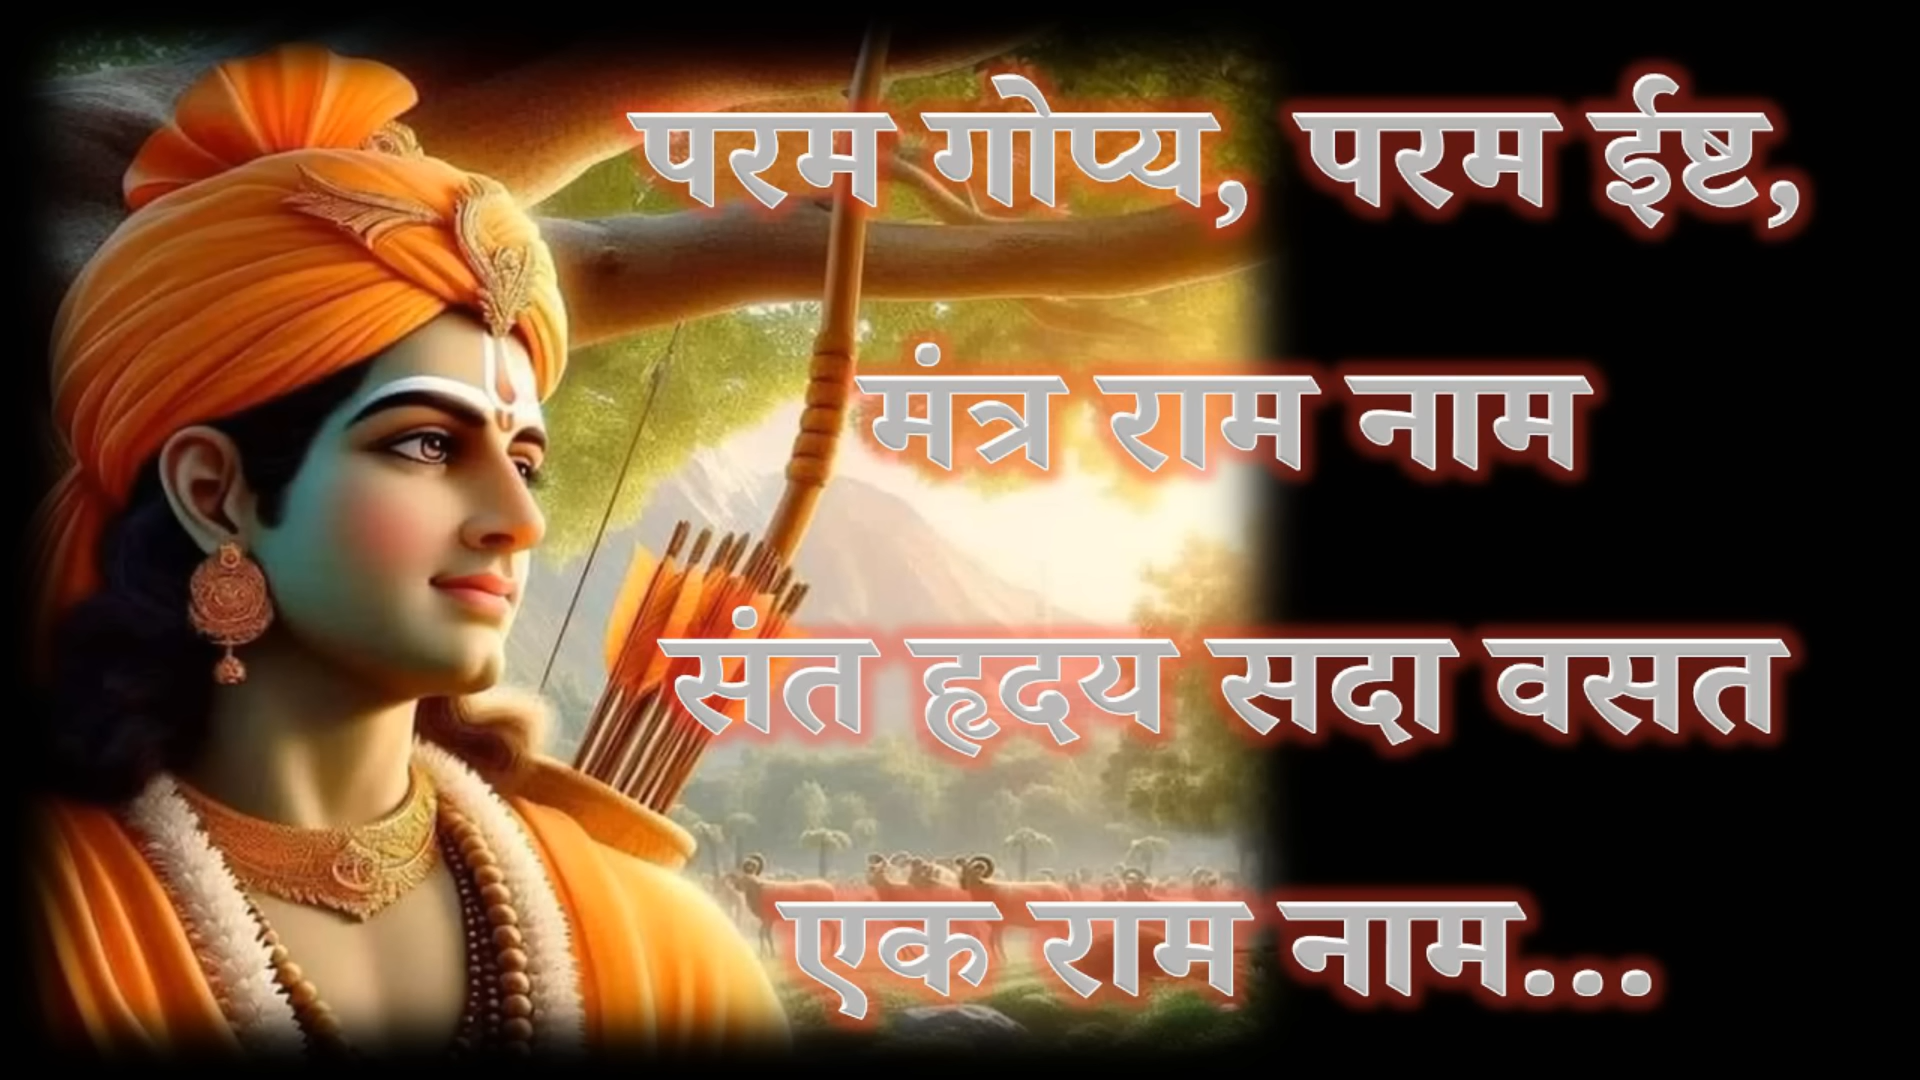 परम गोप्य, परम ईष्ट,
मंत्र राम नाम
संत हृदय सदा वसत
एक राम नाम...